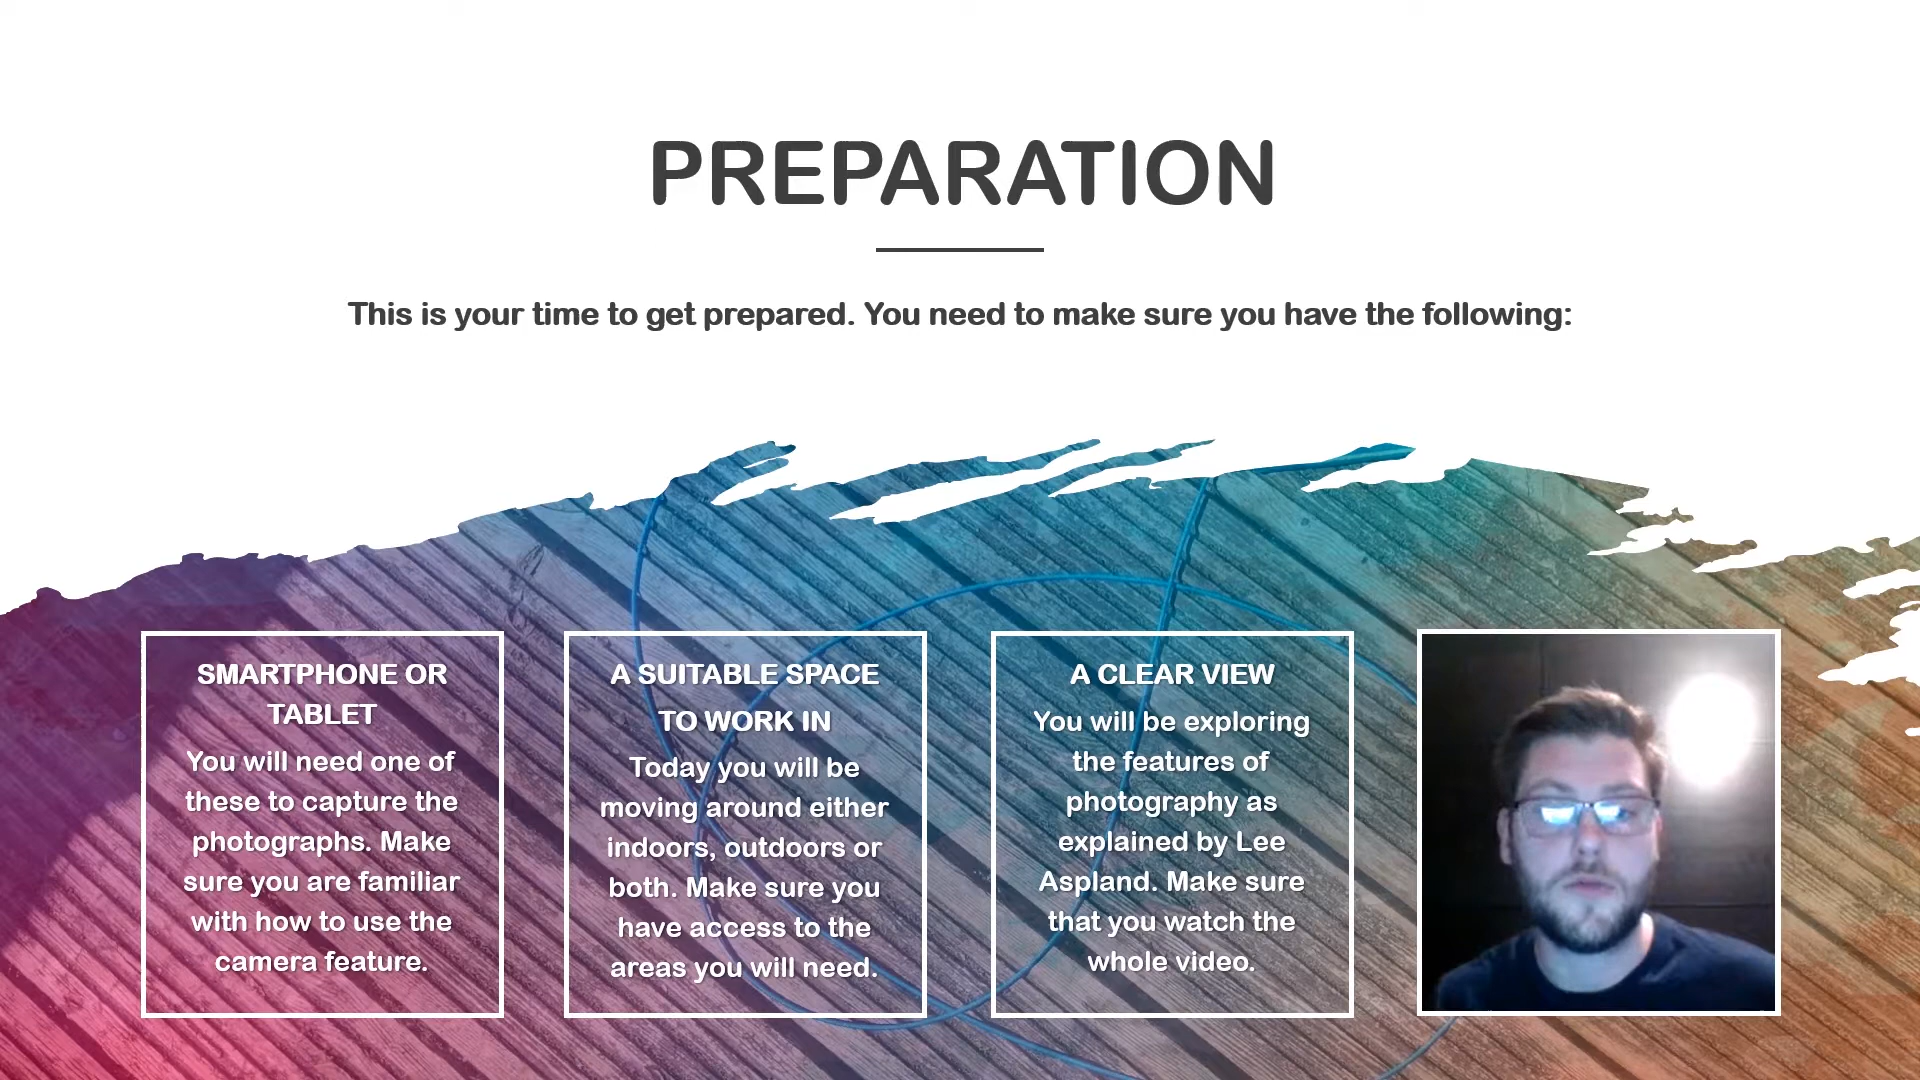 PREPARATION
This is your time to get prepared. You need to make sure you have the following:
SMARTPHONE OR
TABLET
You will need one of
these to capture the
photographs. Make
sure you are familiar
with how to use the
camera feature.
A SUITABLE SPACE
TO WORK IN
Today you will be
moving around either
indoors, outdoors or
both. Make sure you
have access to the
areas you will need.
A CLEAR VIEW
You will be exploring
the features of
photography as
explained by Lee
Aspland. Make sure
that you watch the
whole video.